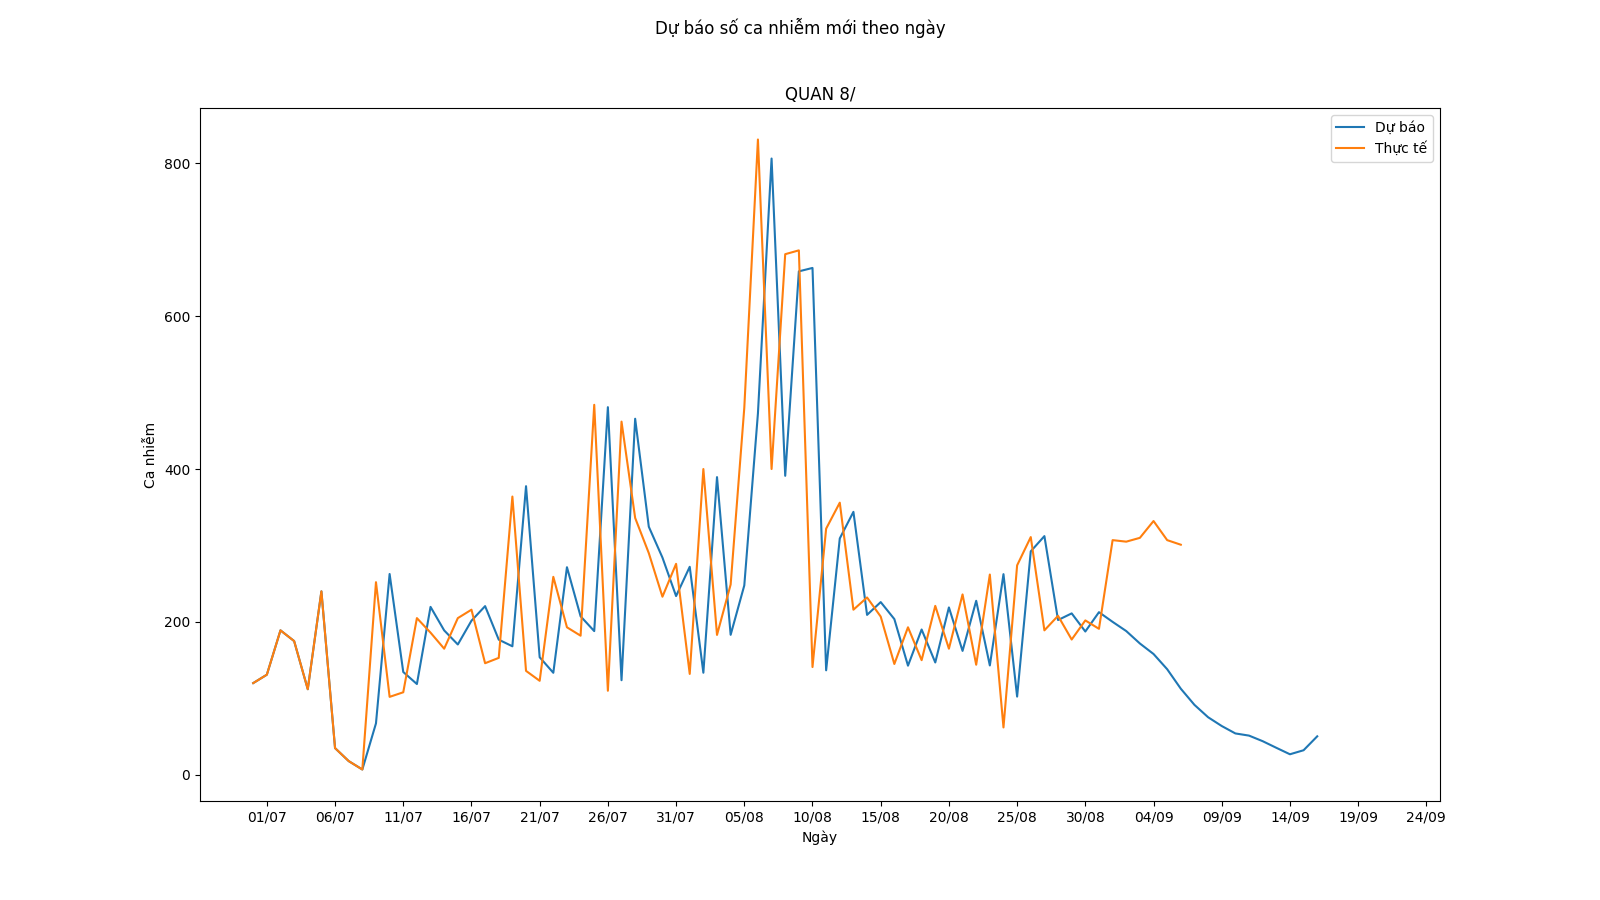 Dự báo số ca nhiễm mới theo ngày
QUAN 8/
Dự báo
Thực tế
800
600
400
200
0
Ca nhiễm
01/07 06/07 11/07 16/07 21/07 26/07 31/07 05/08 10/08 15/08 20/08 25/08 30/08 04/09 09/09 14/09 19/09 24/09
Ngày